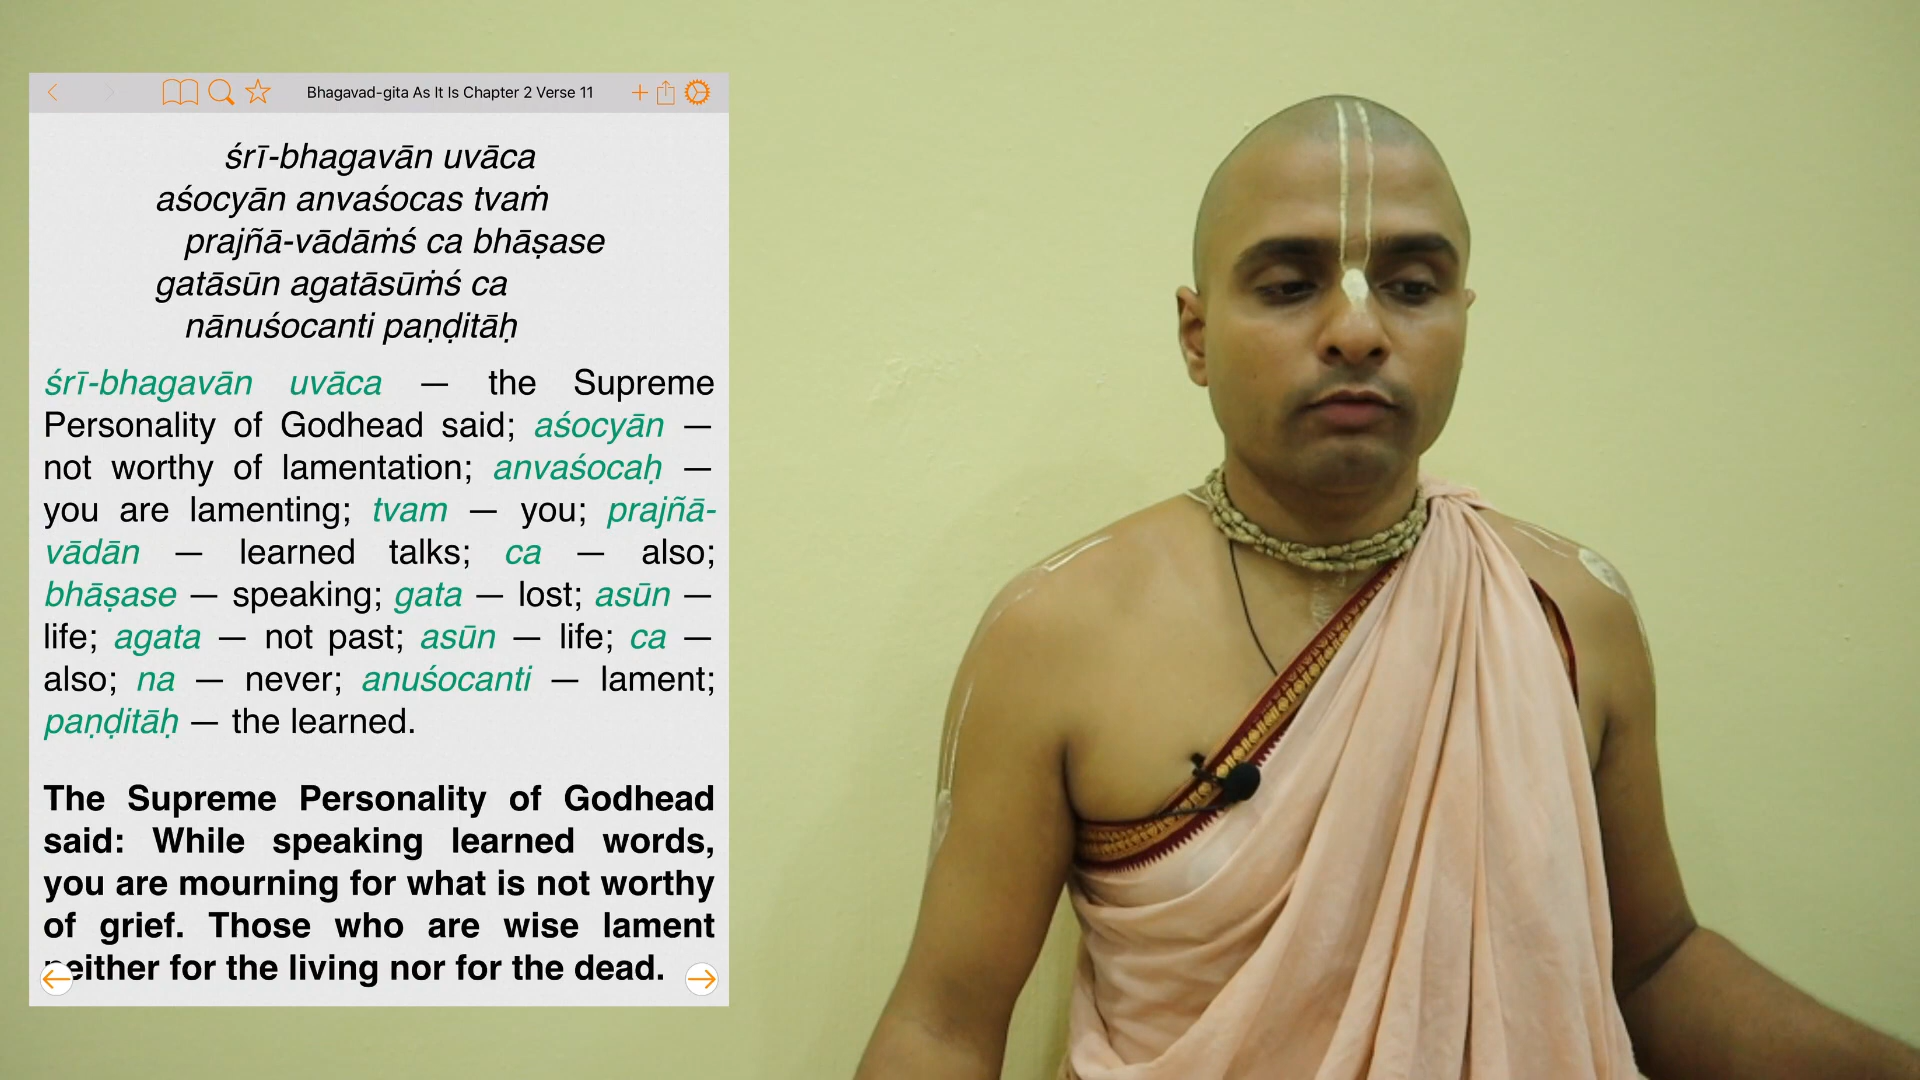 Bhagavad-gita As It Is Chapter 2 Verse 11
śrī-bhagavān uvāca
aśocyān anvaśocas tvaṁ
prajñā-vādāṁś ca bhāṣase
gatāsūn agatāsūṁś ca
nānuśocanti paṇḍitāḥ
śrī-bhagavān uvāca — the Supreme
Personality of Godhead said; aśocyān —
not worthy of lamentation; anvaśocaḥ —
you are lamenting; tvam — you; prajñā-
vādān — learned talks; ca — also;
bhāṣase — speaking; gata — lost; asūn —
life; agata — not past; asūn — life; ca —
also; na — never; anuśocanti — lament;
paṇḍitāḥ — the learned.
The Supreme Personality of Godhead
said: While speaking learned words,
you are mourning for what is not worthy
of grief. Those who are wise lament
neither for the living nor for the dead.